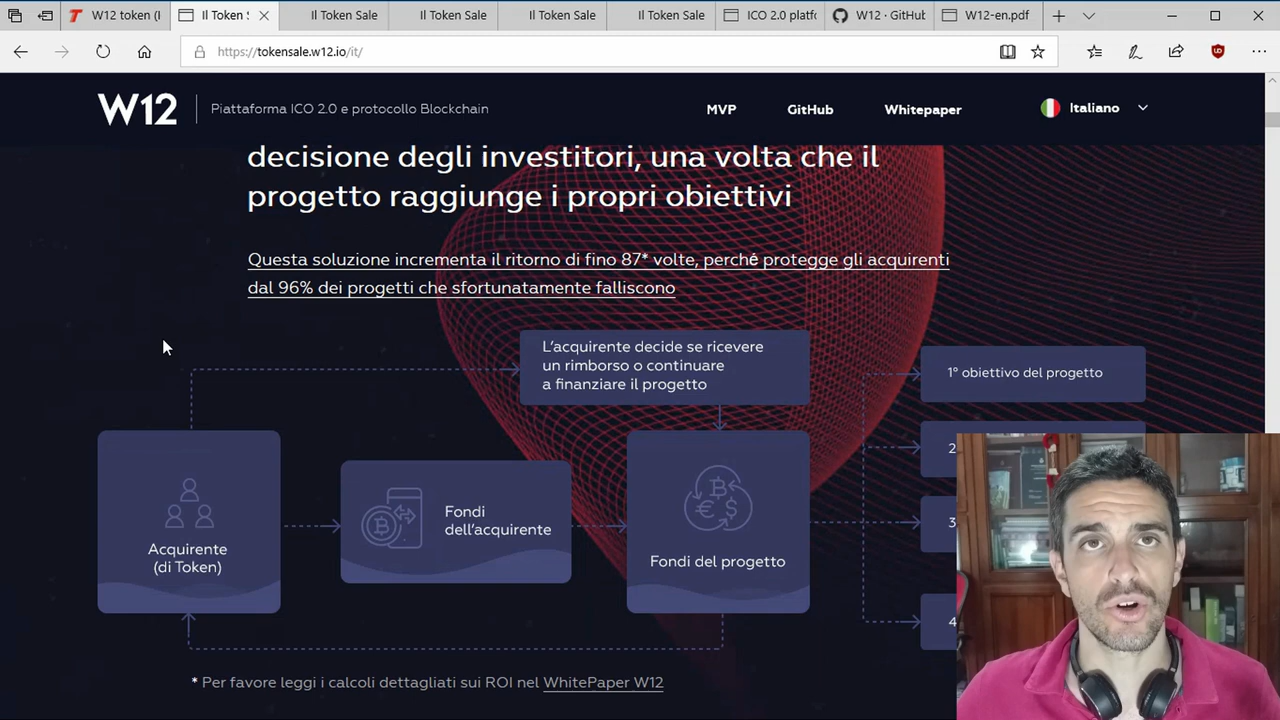 W12 token (I
Il Token S
Il Token Sale
Il Token Sale
Il Token Sale
Il Token Sale
ICO 2.0 platf
W12 · GitHub
W12-en.pdf
https://tokensale.w12.io/it/
W12
Piattaforma ICO 2.0 e protocollo Blockchain
MVP
GitHub
Whitepaper
Italiano
decisione degli investitori, una volta che il
progetto raggiunge i propri obiettivi
Questa soluzione incrementa il ritorno di fino 87* volte, perché protegge gli acquirenti
dal 96% dei progetti che sfortunatamente falliscono
L'acquirente decide se ricevere
un rimborso o continuare
a finanziare il progetto
1° obiettivo del progetto
2
3
4
Acquirente
(di Token)
Fondi
dell'acquirente
Fondi del progetto
* Per favore leggi i calcoli dettagliati sui ROI nel WhitePaper W12